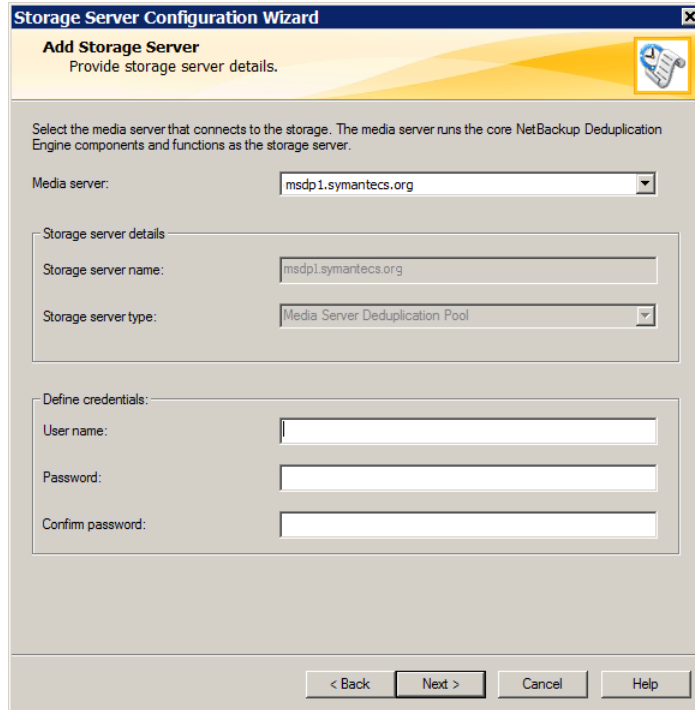 Storage Server Configuration Wizard
Add Storage Server
Provide storage server details.
Select the media server that connects to the storage. The media server runs the core NetBackup Deduplication
Engine components and functions as the storage server.
Media server:
msdp1.symantecs.org
Storage server details
Storage server name:
msdp1.symantecs.org
Storage server type:
Media Server Deduplication Pool
Define credentials:
User name:
Password:
Confirm password:
< Back
Next >
Cancel
Help